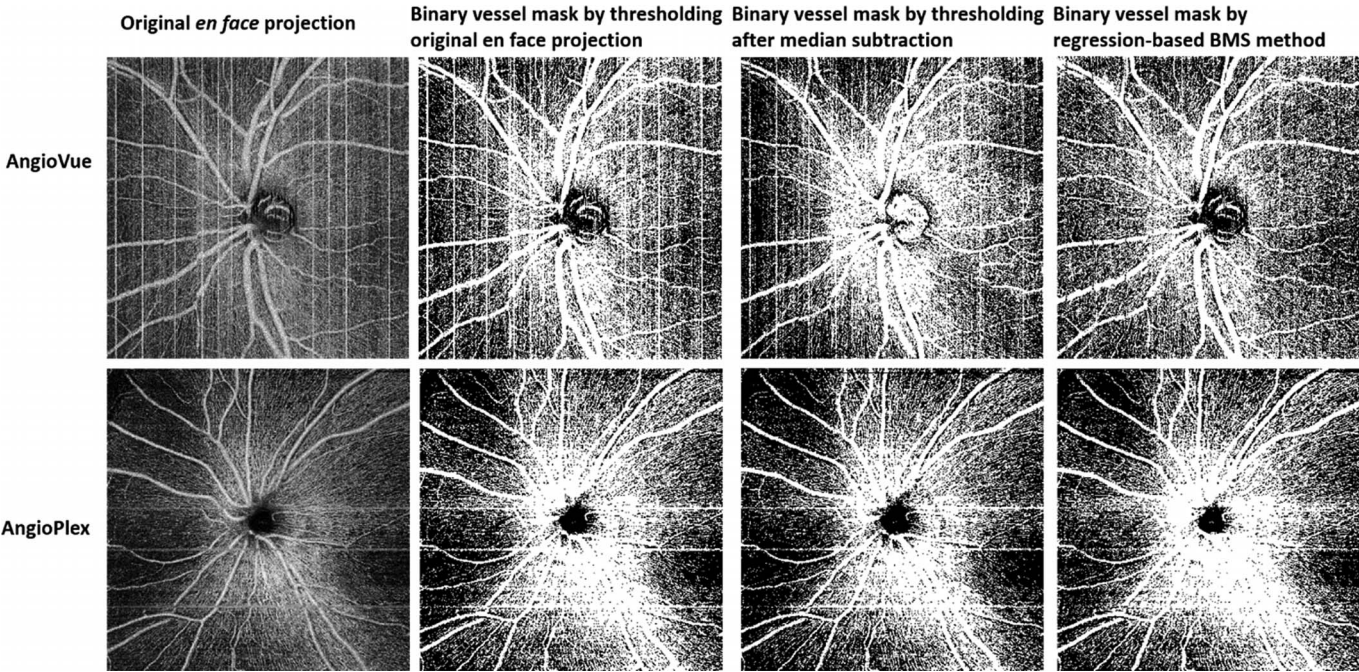 Original en face projection
Binary vessel mask by thresholding
original en face projection
Binary vessel mask by thresholding
after median subtraction
Binary vessel mask by
regression-based BMS method
AngioVue
AngioPlex